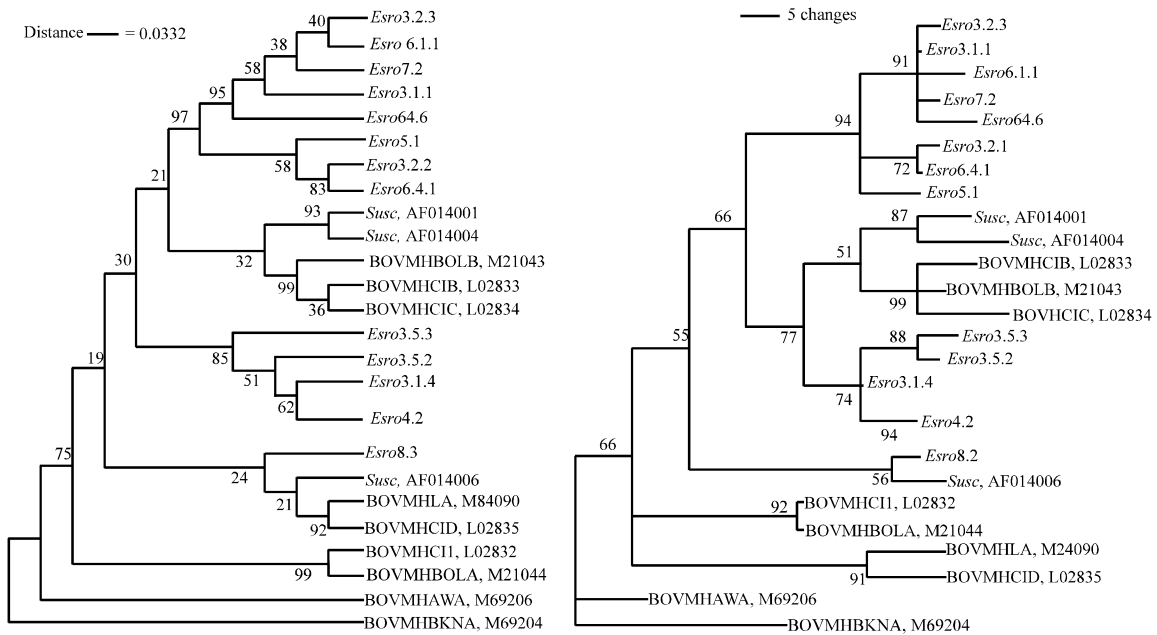 Distance = 0.0332
40
Esro3.2.3
Esro 6.1.1
38
Esro7.2
58
Esro3.1.1
95
Esro64.6
97
Esro5.1
58
Esro3.2.2
83
Esro6.4.1
21
93
Susc, AF014001
Susc, AF014004
32
BOVMHBOLB, M21043
99
BOVMHCIB, L02833
36
BOVMHCIC, L02834
30
Esro3.5.3
85
Esro3.5.2
51
Esro3.1.4
62
Esro4.2
19
Esro8.3
24
Susc, AF014006
21
BOVMHLA, M84090
92
BOVMHCID, L02835
75
BOVMHCI1, L02832
99
BOVMHBOLA, M21044
BOVMHAWA, M69206
BOVMHBKNA, M69204
5 changes
Esro3.2.3
Esro3.1.1
91
Esro6.1.1
Esro7.2
Esro64.6
94
Esro3.2.1
72
Esro6.4.1
Esro5.1
66
87
Susc, AF014001
Susc, AF014004
51
BOVMHCIB, L02833
BOVMHBOLB, M21043
99
BOVHCIC, L02834
77
88
Esro3.5.3
Esro3.5.2
Esro3.1.4
74
Esro4.2
94
55
Esro8.2
56
Susc, AF014006
66
92
BOVMHCI1, L02832
BOVMHBOLA, M21044
BOVMHLA, M24090
91
BOVMHCID, L02835
BOVMHAWA, M69206
BOVMHBKNA, M69204